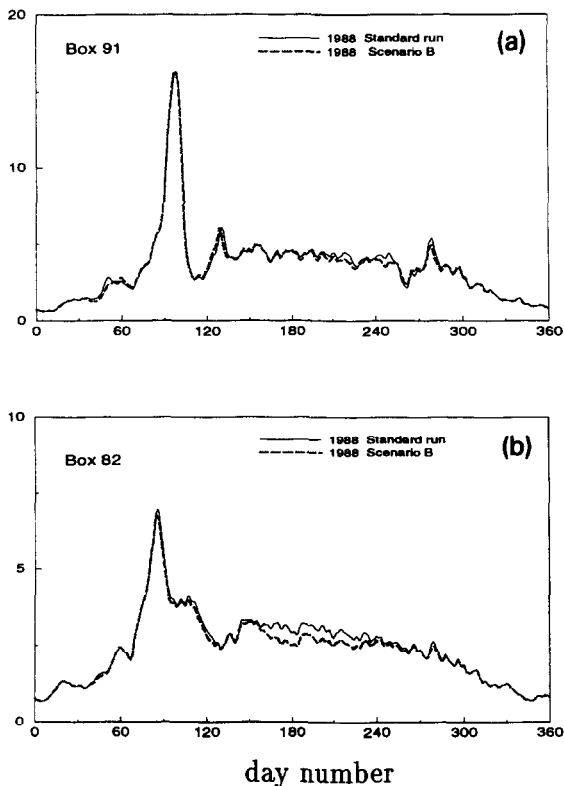 20
Box 91
1988 Standard run
1988 Scenario B
(a)
10
0
0 60 120 180 240 300 360
10
Box 82
1988 Standard run
1988 Scenario B
(b)
5
0
0 60 120 180 240 300 360
day number